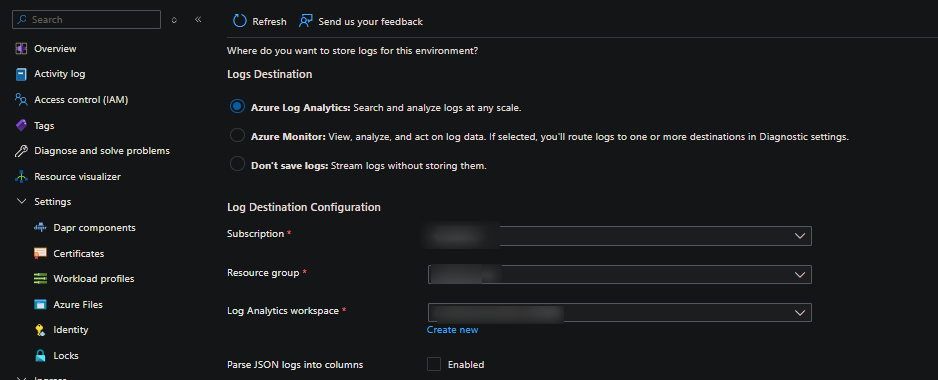 Search
Refresh
Send us your feedback
Overview
Activity log
Access control (IAM)
Tags
Diagnose and solve problems
Resource visualizer
Settings
Dapr components
Certificates
Workload profiles
Azure Files
Identity
Locks
Where do you want to store logs for this environment?
Logs Destination
Azure Log Analytics: Search and analyze logs at any scale.
Azure Monitor: View, analyze, and act on log data. If selected, you'll route logs to one or more destinations in Diagnostic settings.
Don't save logs: Stream logs without storing them.
Log Destination Configuration
Subscription *
Resource group *
Log Analytics workspace *
Create new
Parse JSON logs into columns
Enabled